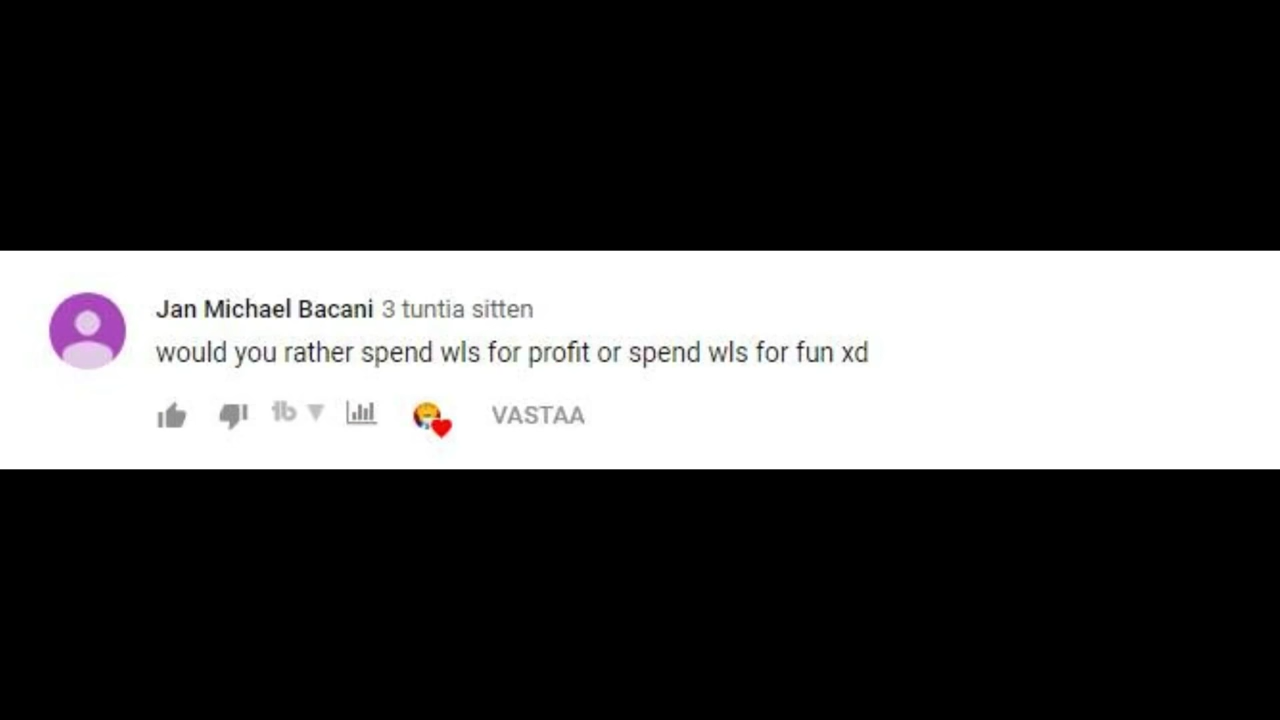 Jan Michael Bacani 3 tuntia sitten
would you rather spend wls for profit or spend wls for fun xd
tb VASTAA